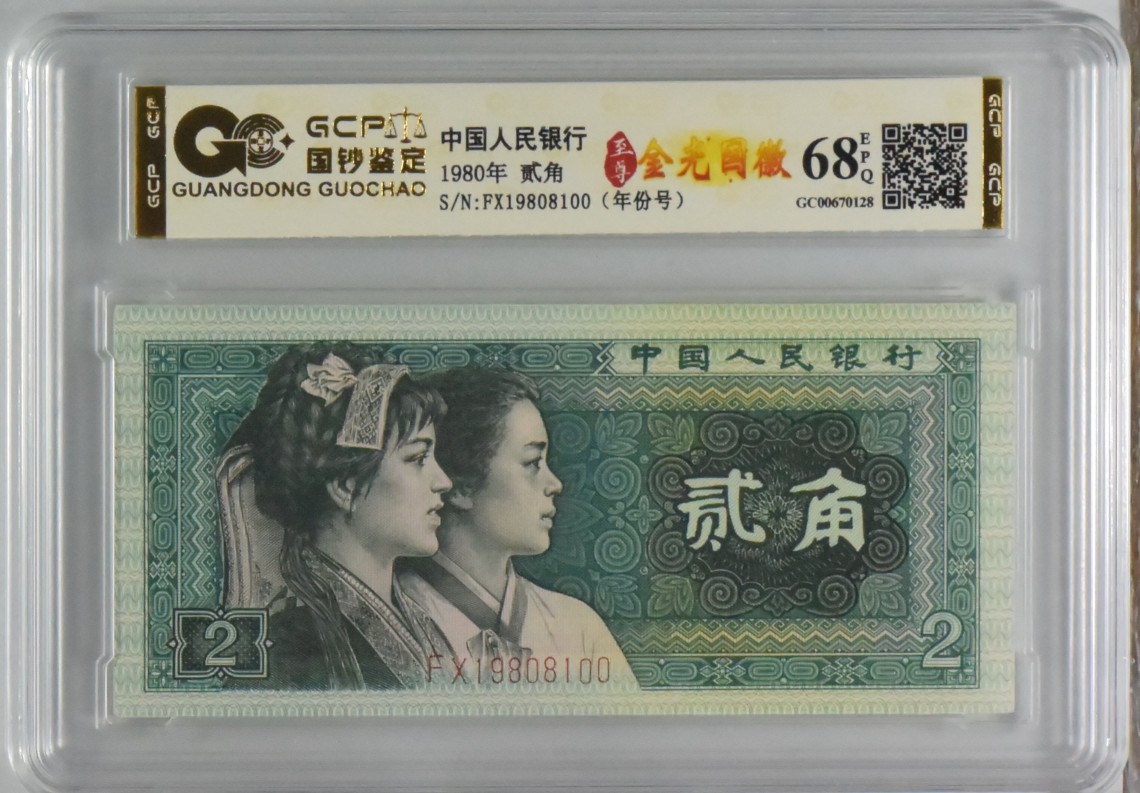 GCP GCP
GCP
国钞鉴定
GUANGDONG GUOCHAO
中国人民银行
1980年 贰角
S/N:FX19808100(年份号)
至尊
金光国徽
68
EPQ
GC00670128
GCP GCP
中国人民银行
贰角
2
2
FX19808100